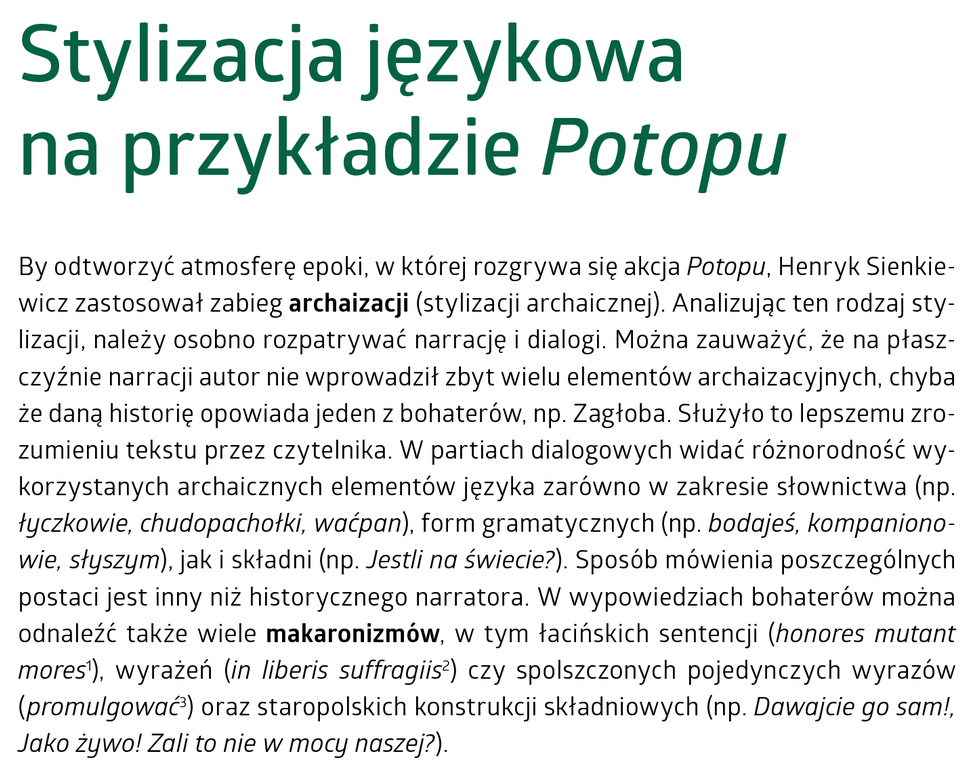 Stylizacja językowa
na przykładzie Potopu
By odtworzyć atmosferę epoki, w której rozgrywa się akcja Potopu, Henryk Sienkie-
wicz zastosował zabieg archaizacji (stylizacji archaicznej). Analizując ten rodzaj sty-
lizacji, należy osobno rozpatrywać narrację i dialogi. Można zauważyć, że na płasz-
czyźnie narracji autor nie wprowadził zbyt wielu elementów archaizacyjnych, chyba
że daną historię opowiada jeden z bohaterów, np. Zagłoba. Służyło to lepszemu zro-
zumieniu tekstu przez czytelnika. W partiach dialogowych widać różnorodność wy-
korzystanych archaicznych elementów języka zarówno w zakresie słownictwa (np.
łyczkowie, chudopachołki, waćpan), form gramatycznych (np. bodajeś, kompaniono-
wie, słyszym), jak i składni (np. Jestli na świecie?). Sposób mówienia poszczególnych
postaci jest inny niż historycznego narratora. W wypowiedziach bohaterów można
odnaleźć także wiele makaronizmów, w tym łacińskich sentencji (honores mutant
mores¹), wyrażeń (in liberis suffragiis²) czy spolszczonych pojedynczych wyrazów
(promulgować³) oraz staropolskich konstrukcji składniowych (np. Dawajcie go sam!,
Jako żywo! Zali to nie w mocy naszej?).